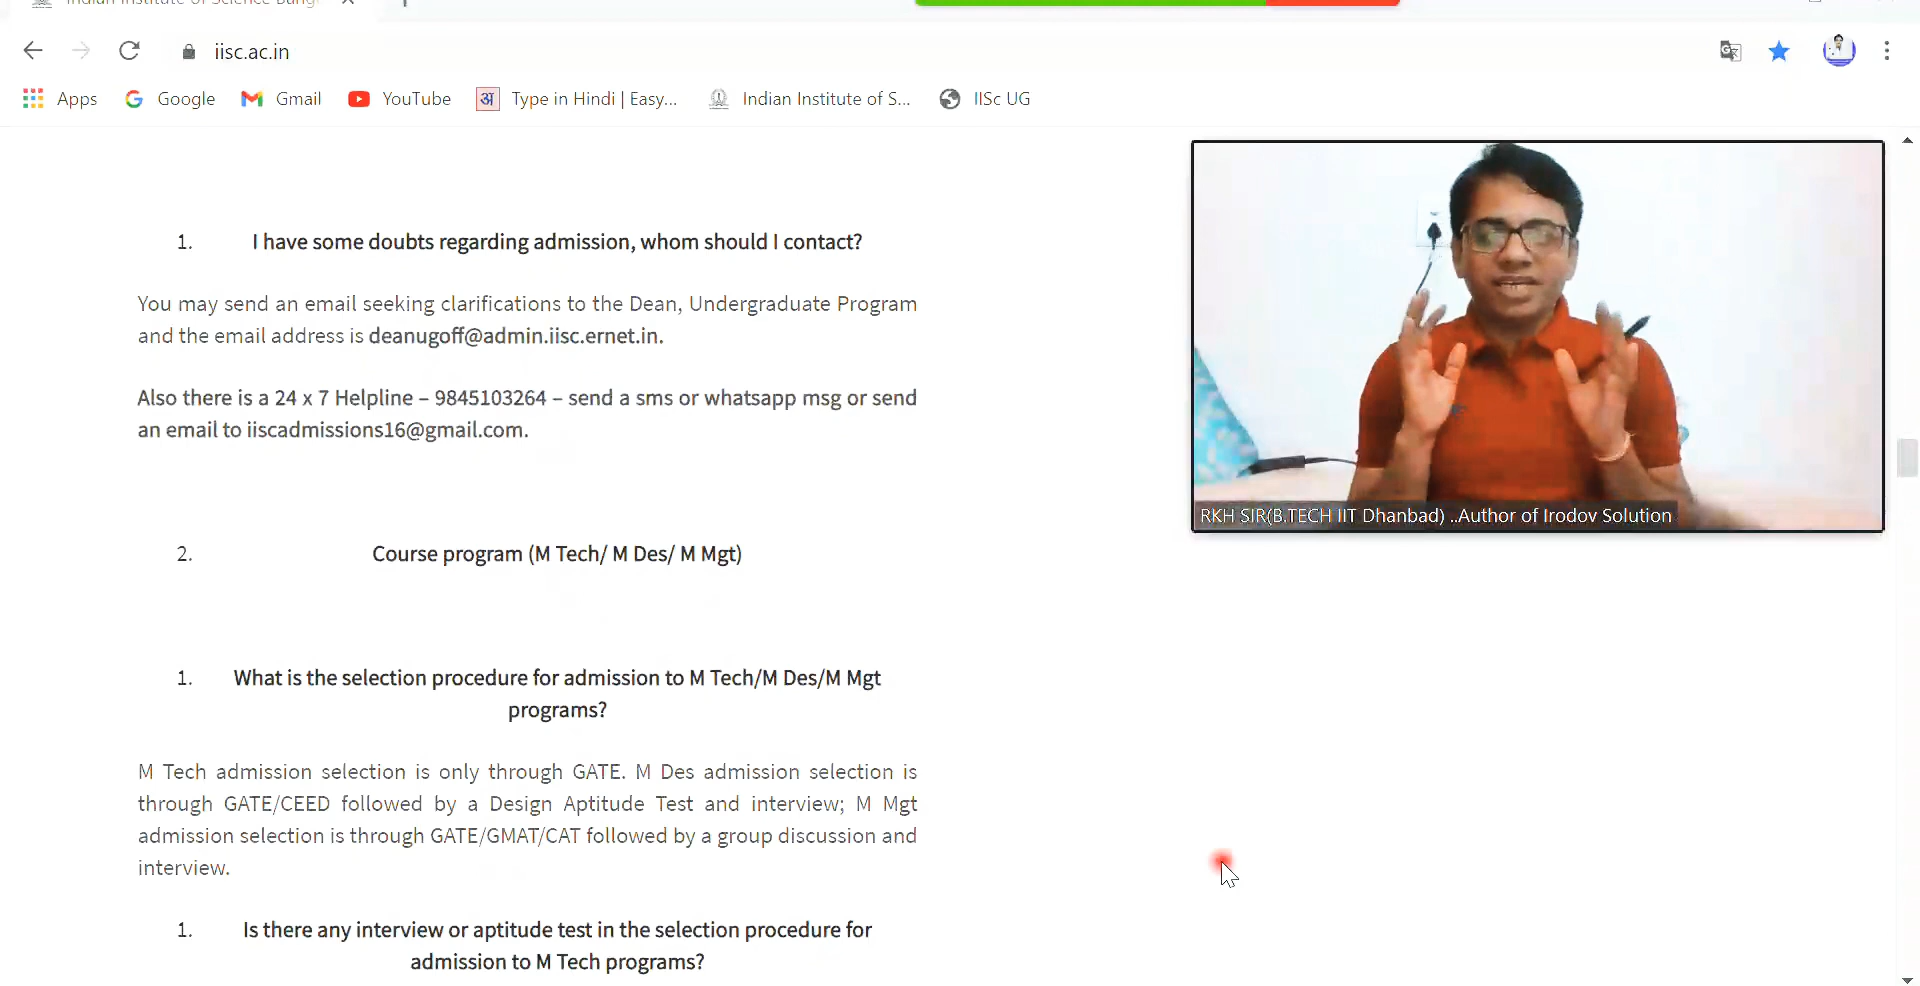 Indian Institute of Science Bang
iisc.ac.in
Apps Google Gmail YouTube अ Type in Hindi | Easy... Indian Institute of S... IISc UG
1. I have some doubts regarding admission, whom should I contact?
You may send an email seeking clarifications to the Dean, Undergraduate Program
and the email address is deanugoff@admin.iisc.ernet.in.
Also there is a 24 x 7 Helpline – 9845103264 – send a sms or whatsapp msg or send
an email to iiscadmissions16@gmail.com.
2. Course program (M Tech/ M Des/ M Mgt)
1. What is the selection procedure for admission to M Tech/M Des/M Mgt
programs?
M Tech admission selection is only through GATE. M Des admission selection is
through GATE/CEED followed by a Design Aptitude Test and interview; M Mgt
admission selection is through GATE/GMAT/CAT followed by a group discussion and
interview.
1. Is there any interview or aptitude test in the selection procedure for
admission to M Tech programs?
RKH SIR(B.TECH IIT Dhanbad) ..Author of Irodov Solution